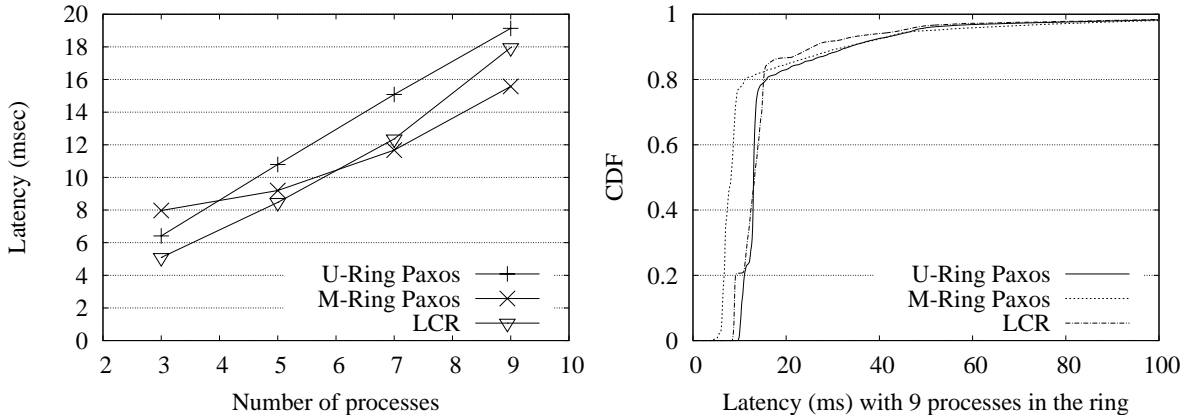 20
18
16
14
12
10
8
6
4
2
0
Latency (msec)
U-Ring Paxos
M-Ring Paxos
LCR
2 3 4 5 6 7 8 9 10
Number of processes
1
0.8
0.6
0.4
0.2
0
CDF
U-Ring Paxos
M-Ring Paxos
LCR
0 20 40 60 80 100
Latency (ms) with 9 processes in the ring